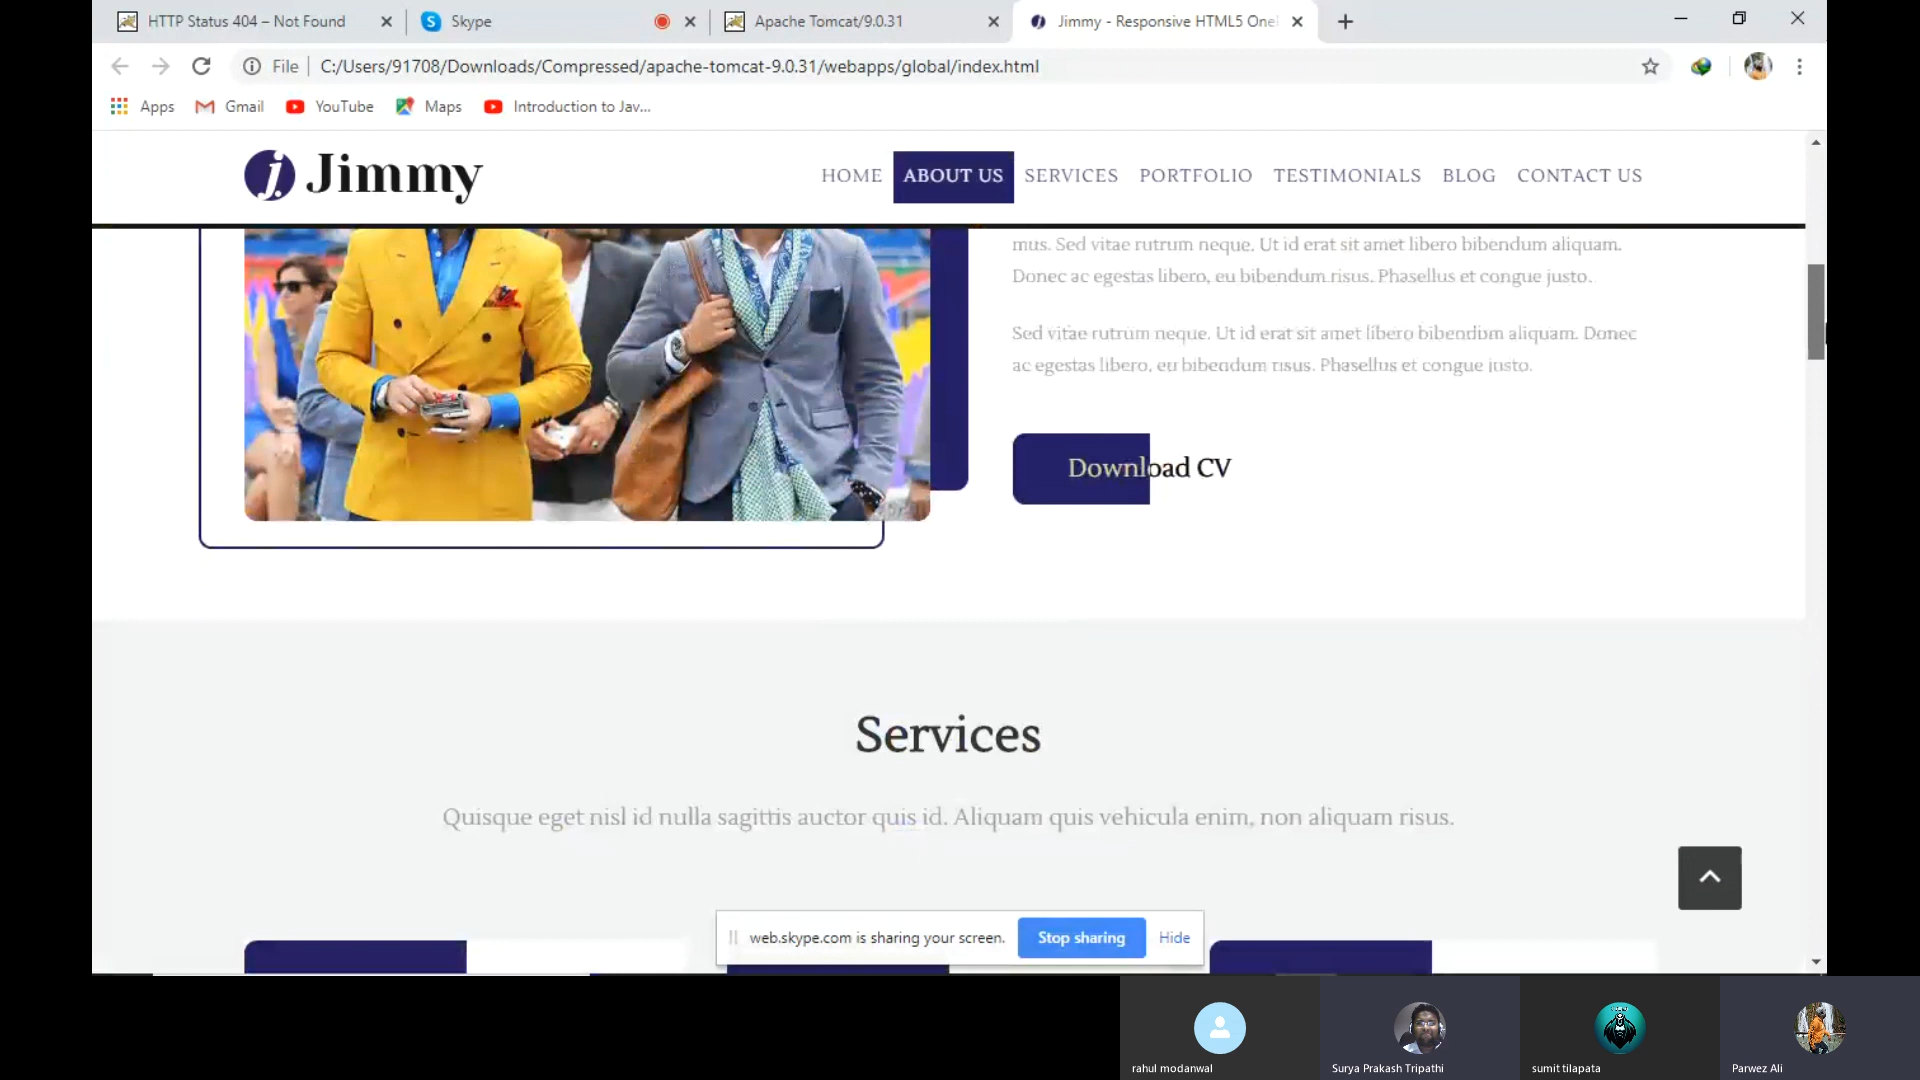 HTTP Status 404 – Not Found
Skype
Apache Tomcat/9.0.31
Jimmy - Responsive HTML5 One
File
C:/Users/91708/Downloads/Compressed/apache-tomcat-9.0.31/webapps/global/index.html
Apps
Gmail
YouTube
Maps
Introduction to Jav...
j.
Jimmy
HOME
ABOUT US
SERVICES
PORTFOLIO
TESTIMONIALS
BLOG
CONTACT US
mus. Sed vitae rutrum neque. Ut id erat sit amet libero bibendum aliquam.
Donec ac egestas libero, eu bibendum risus. Phasellus et congue justo.
Sed vitae rutrum neque. Ut id erat sit amet libero bibendum aliquam. Donec
ac egestas libero, eu bibendum risus. Phasellus et congue justo.
Download CV
Services
Quisque eget nisl id nulla sagittis auctor quis id. Aliquam quis vehicula enim, non aliquam risus.
web.skype.com is sharing your screen.
Stop sharing
Hide
rahul modanwal
Surya Prakash Tripathi
sumit tilapata
Parwez Ali